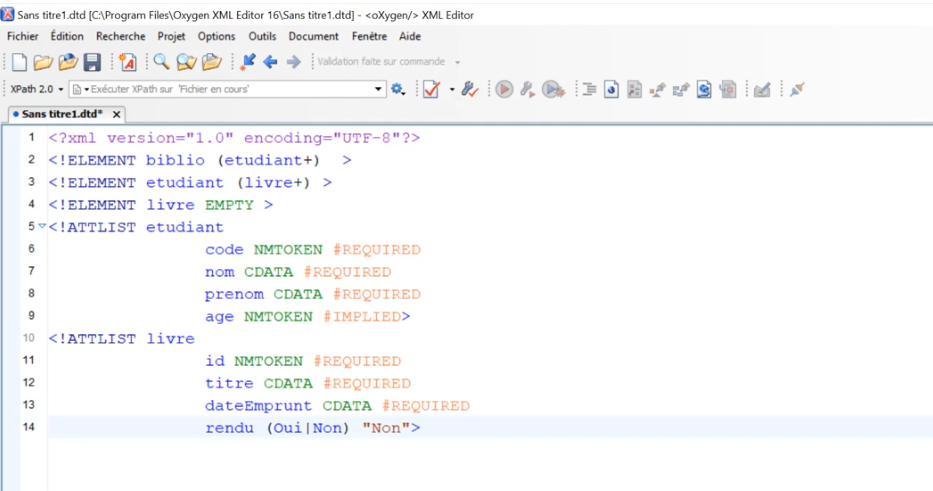 Sans titre1.dtd [C:\Program Files\Oxygen XML Editor 16\Sans titre1.dtd] - <oXygen/> XML Editor
Fichier Édition Recherche Projet Options Outils Document Fenêtre Aide
Validation faite sur commande
XPath 2.0 Exécuter XPath sur 'Fichier en cours'
Sans titre1.dtd*
1 <?xml version="1.0" encoding="UTF-8"?>
2 <!ELEMENT biblio (etudiant+)  >
3 <!ELEMENT etudiant (livre+) >
4 <!ELEMENT livre EMPTY >
5 <!ATTLIST etudiant
6 code NMTOKEN #REQUIRED
7 nom CDATA #REQUIRED
8 prenom CDATA #REQUIRED
9 age NMTOKEN #IMPLIED>
10 <!ATTLIST livre
11 id NMTOKEN #REQUIRED
12 titre CDATA #REQUIRED
13 dateEmprunt CDATA #REQUIRED
14 rendu (Oui|Non) "Non">